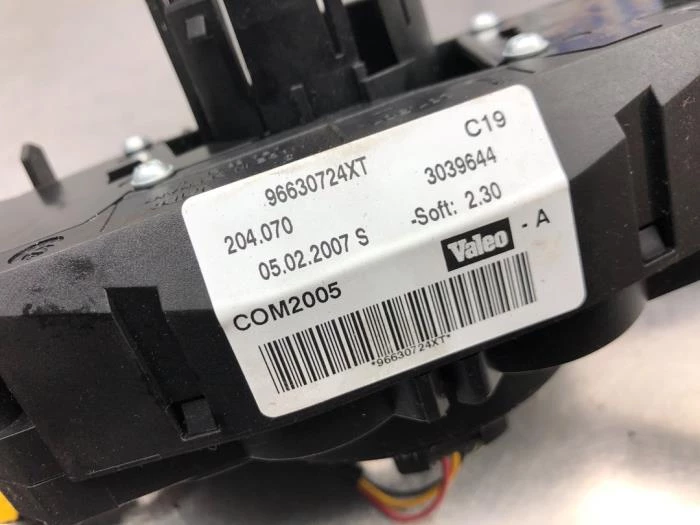 96630724XT C19
204.070 3039644
05.02.2007 S -Soft: 2.30
COM2005 Valeo - A
*96630724XT*